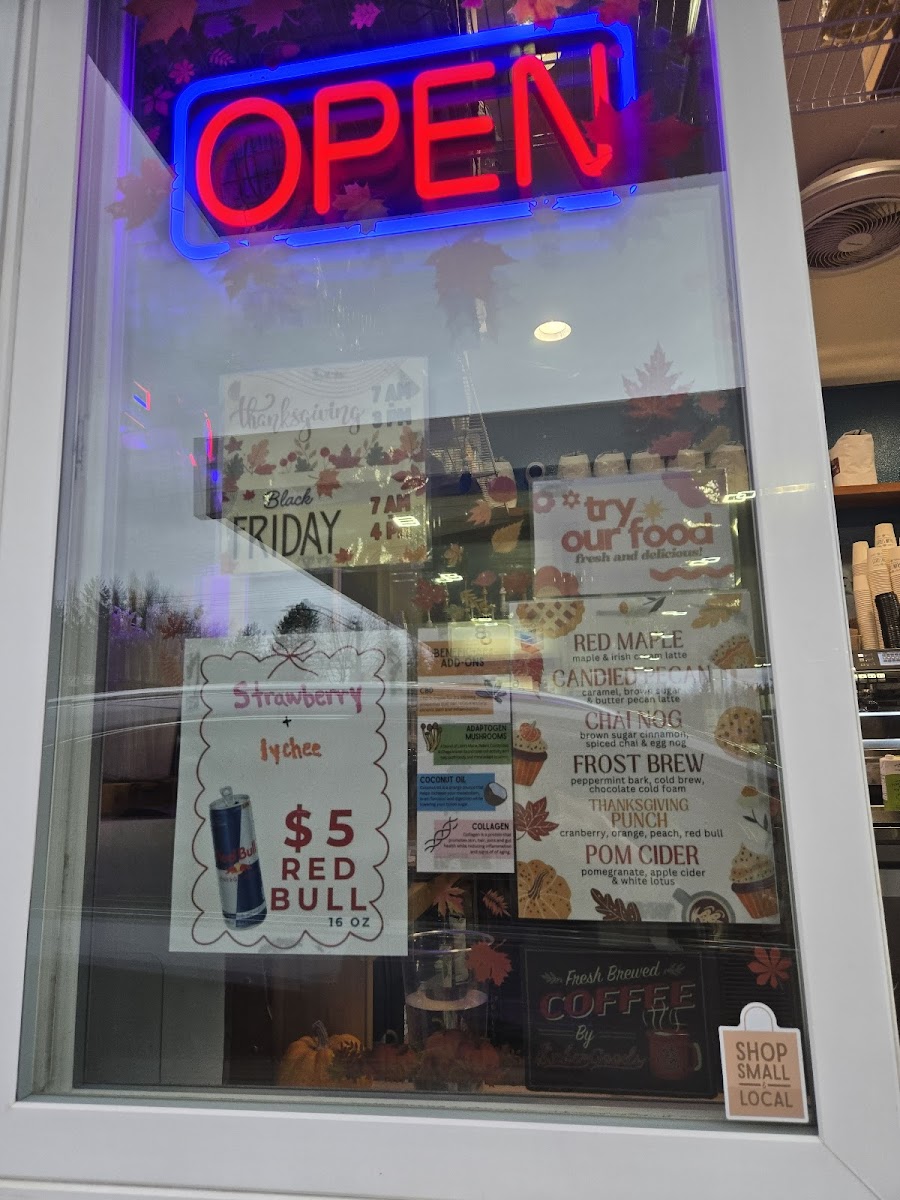 OPEN
thanksgiving
7 AM
-
3 PM
Black
FRIDAY
7 AM
-
4 PM
try
our food
fresh and delicious!
Strawberry
+
lychee
Red Bull
$5
RED
BULL
16 OZ
ADD-ONS
CBD
ADAPTOGEN
MUSHROOMS
COCONUT OIL
COLLAGEN
RED MAPLE
maple & irish cream latte
CANDIED PECAN
caramel, brown sugar
& butter pecan latte
CHAI NOG
brown sugar cinnamon,
spiced chai & egg nog
FROST BREW
peppermint bark, cold brew,
chocolate cold foam
THANKSGIVING
PUNCH
cranberry, orange, peach, red bull
POM CIDER
pomegranate, apple cider
& white lotus
Fresh Brewed
COFFEE
By
SHOP
SMALL
&
LOCAL